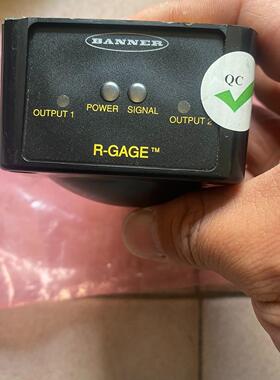 BANNER
QC
POWER SIGNAL
OUTPUT 1 OUTPUT 2
R-GAGE™